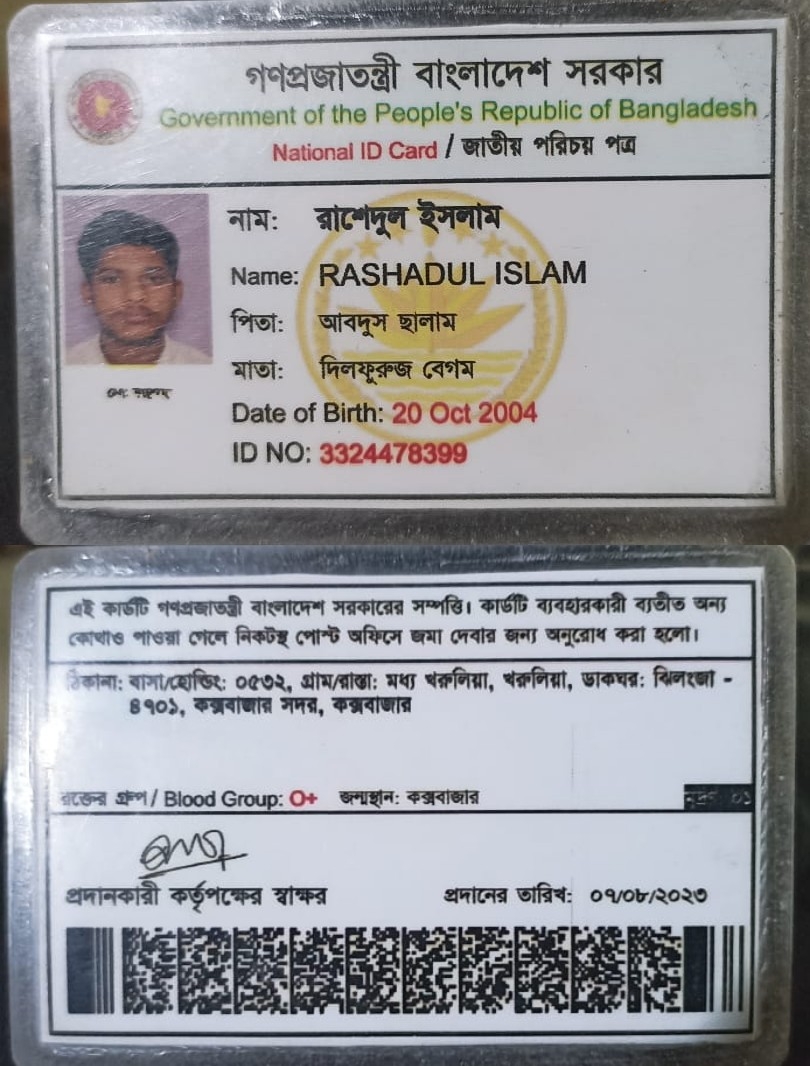 গণপ্রজাতন্ত্রী বাংলাদেশ সরকার
Government of the People's Republic of Bangladesh
National ID Card / জাতীয় পরিচয় পত্র
নাম: রাশেদুল ইসলাম
Name: RASHADUL ISLAM
পিতা: আবদুস ছালাম
মাতা: দিলফুরুজ বেগম
Date of Birth: 20 Oct 2004
ID NO: 3324478399
এই কার্ডটি গণপ্রজাতন্ত্রী বাংলাদেশ সরকারের সম্পত্তি। কার্ডটি ব্যবহারকারী ব্যতীত অন্য
কোথাও পাওয়া গেলে নিকটস্থ পোস্ট অফিসে জমা দেবার জন্য অনুরোধ করা হলো।
ঠিকানা: বাসা/হোল্ডিং: ০৫৩২, গ্রাম/রাস্তা: মধ্য খরুলিয়া, খরুলিয়া, ডাকঘর: ঝিলংজা -
৪৭০১, কক্সবাজার সদর, কক্সবাজার
রক্তের গ্রুপ / Blood Group: O+ জন্মস্থান: কক্সবাজার
প্রদানকারী কর্তৃপক্ষের স্বাক্ষর প্রদানের তারিখ: ০৭/০৮/২০২৩